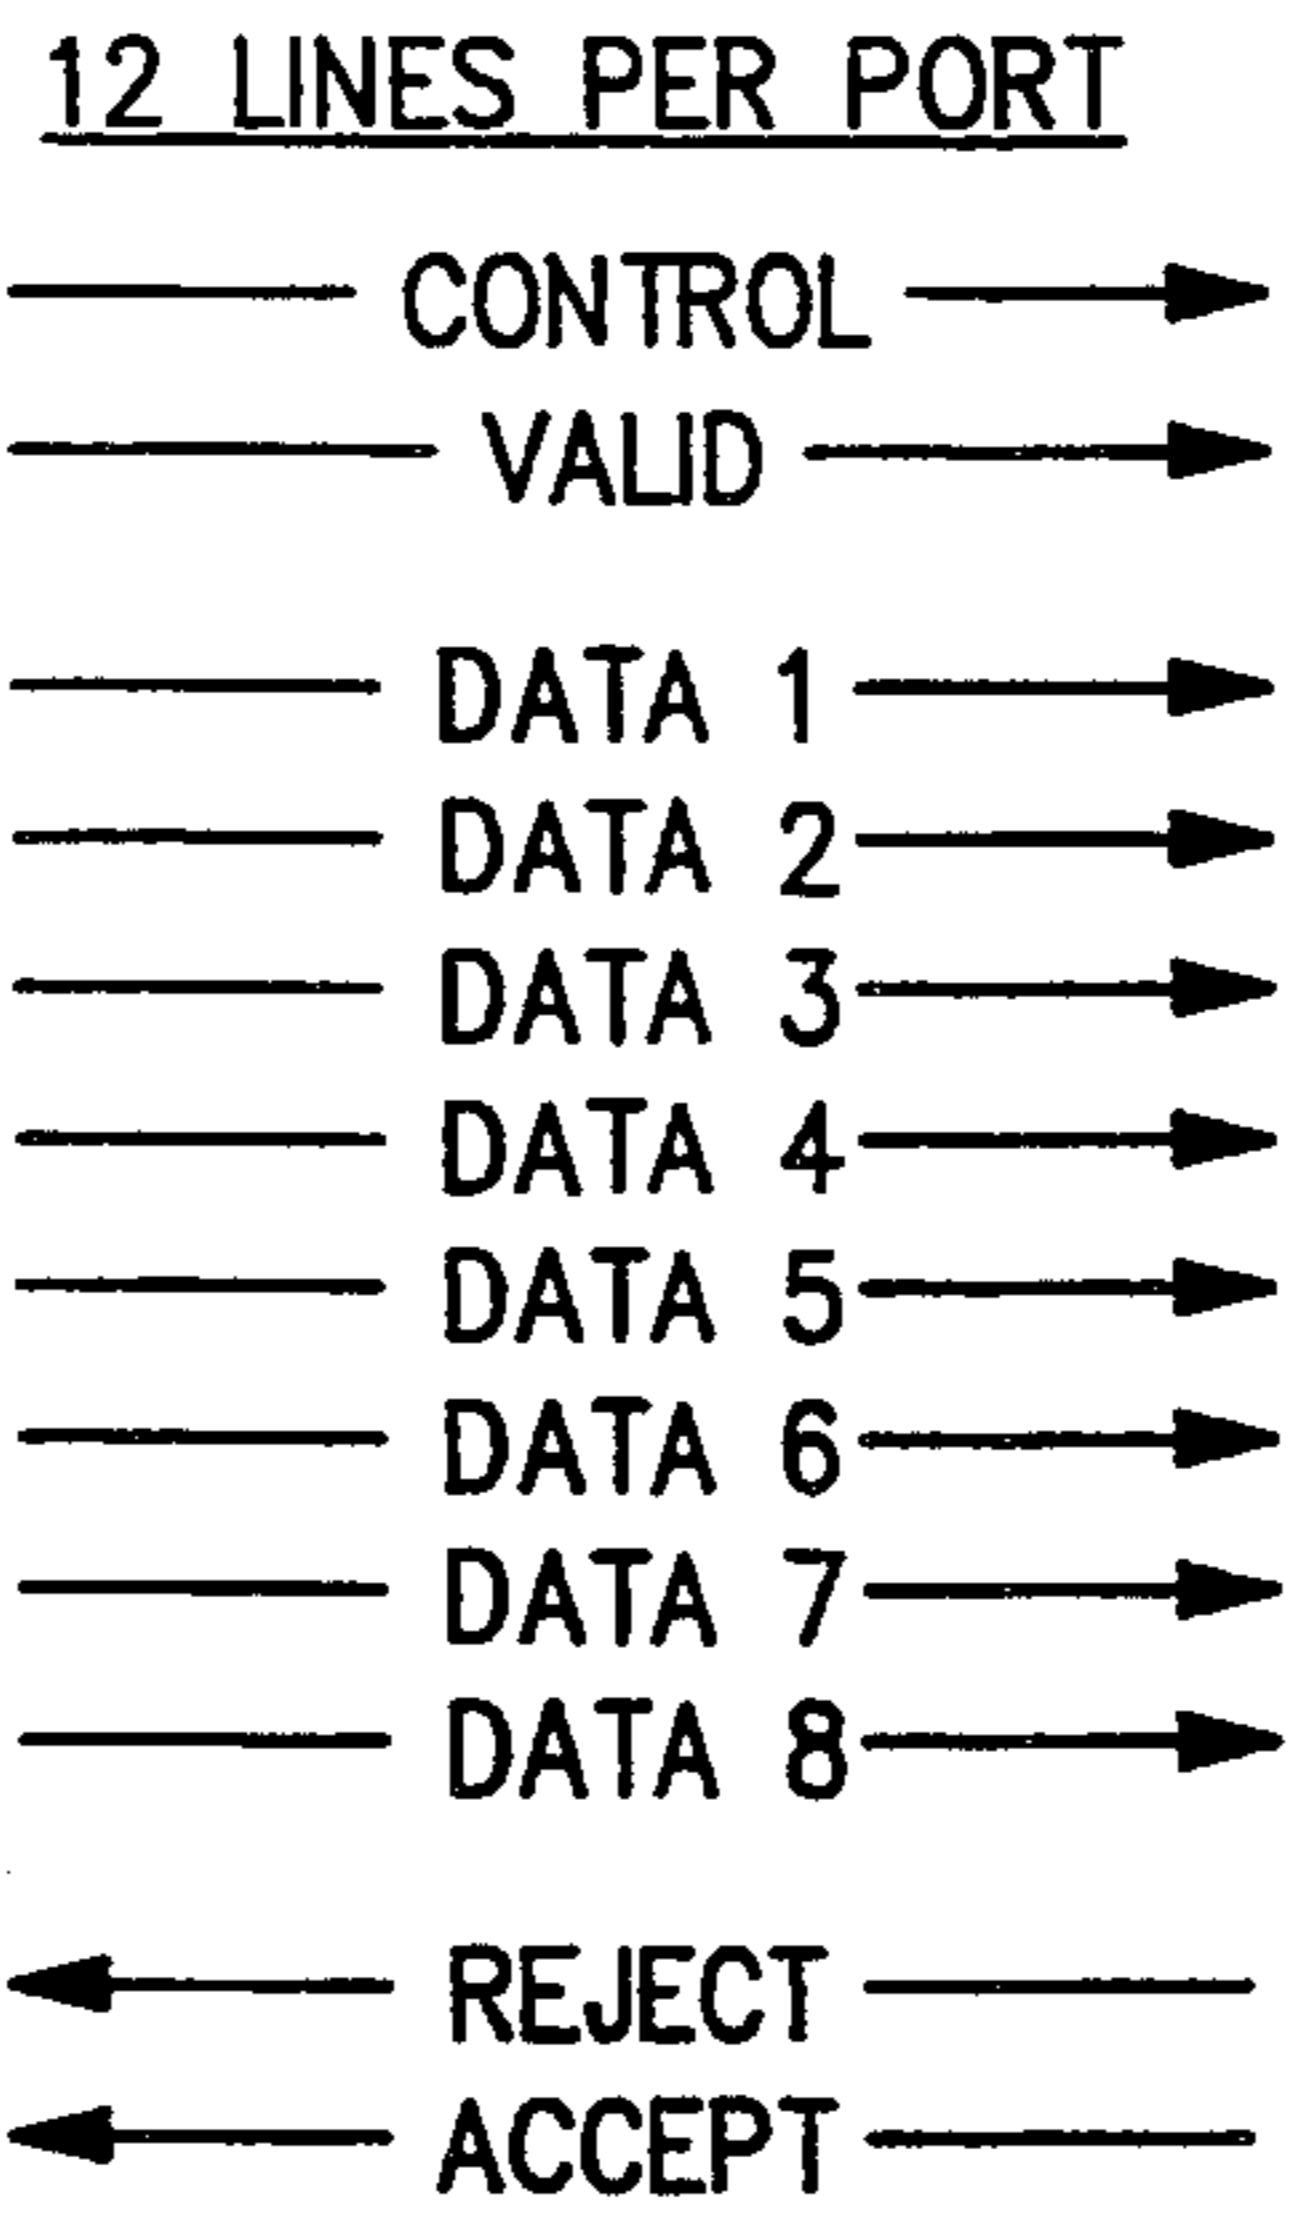 12 LINES PER PORT
CONTROL
VALID
DATA 1
DATA 2
DATA 3
DATA 4
DATA 5
DATA 6
DATA 7
DATA 8
REJECT
ACCEPT